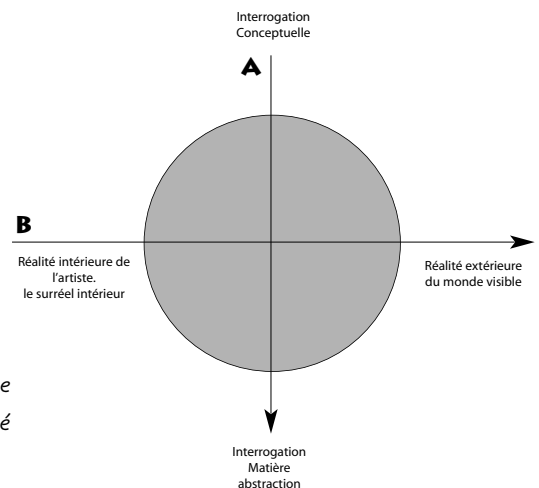 Interrogation
Conceptuelle
A
B
Réalité intérieure de
l'artiste.
le surréel intérieur
Réalité extérieure
du monde visible
e
é
Interrogation
Matière
abstraction